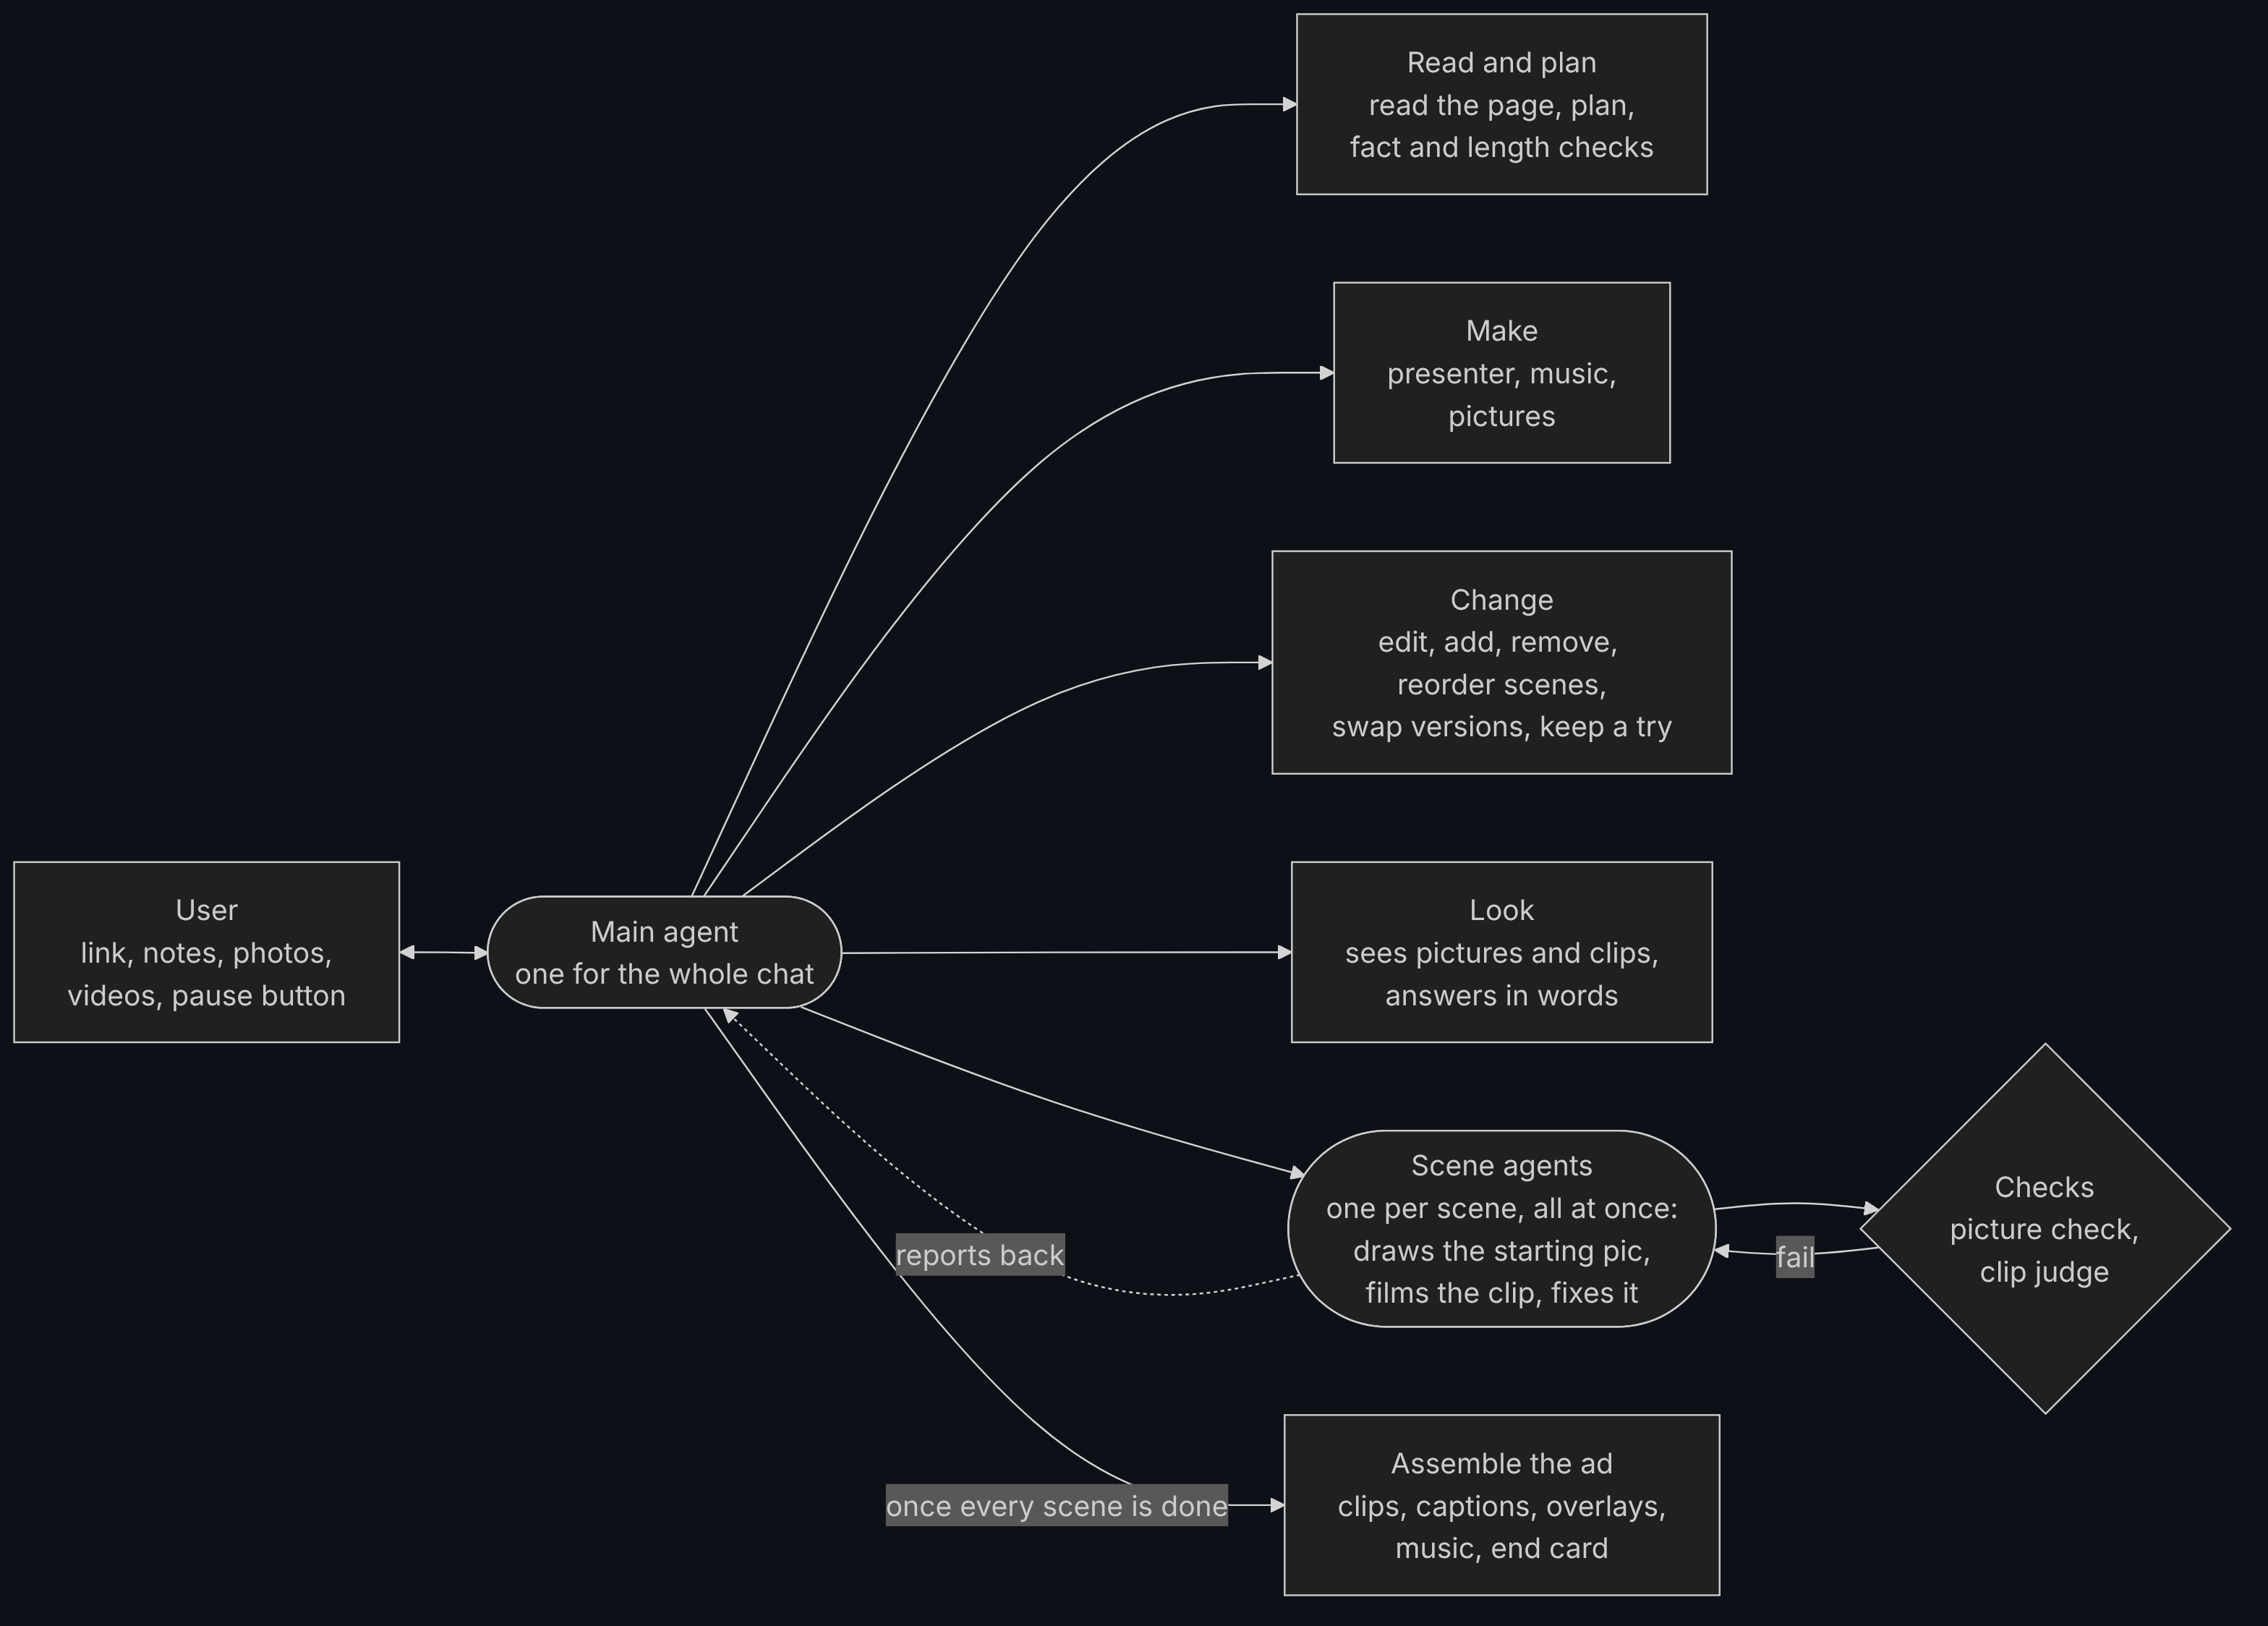 Read and plan
read the page, plan,
fact and length checks
Make
presenter, music,
pictures
Change
edit, add, remove,
reorder scenes,
swap versions, keep a try
User
link, notes, photos,
videos, pause button
Main agent
one for the whole chat
Look
sees pictures and clips,
answers in words
Scene agents
one per scene, all at once:
draws the starting pic,
films the clip, fixes it
Checks
picture check,
clip judge
fail
reports back
once every scene is done
Assemble the ad
clips, captions, overlays,
music, end card